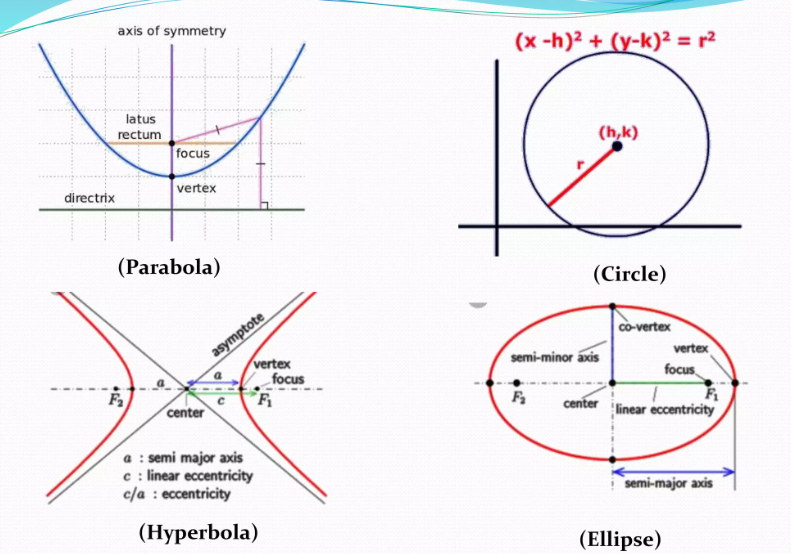 axis of symmetry
latus
rectum
focus
vertex
directrix
(Parabola)
(x -h)² + (y-k)² = r²
(h,k)
r
(Circle)
asymptote
vertex
a
focus
a
F₂
c
F₁
center
a : semi major axis
c : linear eccentricity
c/a : eccentricity
(Hyperbola)
co-vertex
semi-minor axis
vertex
focus
F₂
F₁
center
linear eccentricity
semi-major axis
(Ellipse)